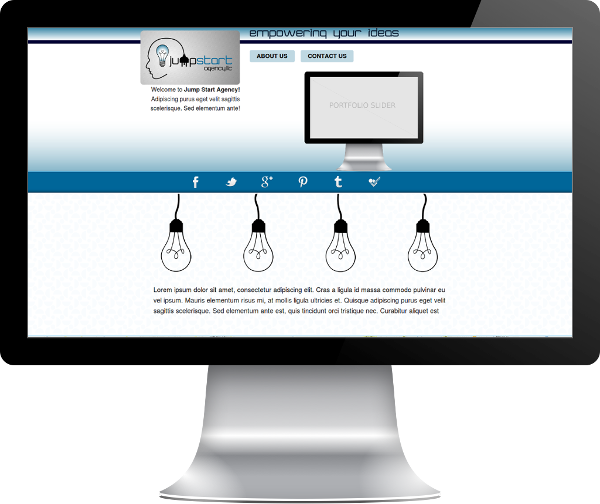 empowering your ideas
jumpstart
agency,llc
ABOUT US
CONTACT US
Welcome to Jump Start Agency!
Adipiscing purus eget velit sagittis
scelerisque. Sed elementum ante!
PORTFOLIO SLIDER
f
g+
t
Lorem ipsum dolor sit amet, consectetur adipiscing elit. Cras a ligula id massa commodo pulvinar eu
vel ipsum. Mauris elementum risus mi, at mollis ligula ultricies et. Quisque adipiscing purus eget velit
sagittis scelerisque. Sed elementum ante est, quis tincidunt orci tristique nec. Curabitur aliquet est